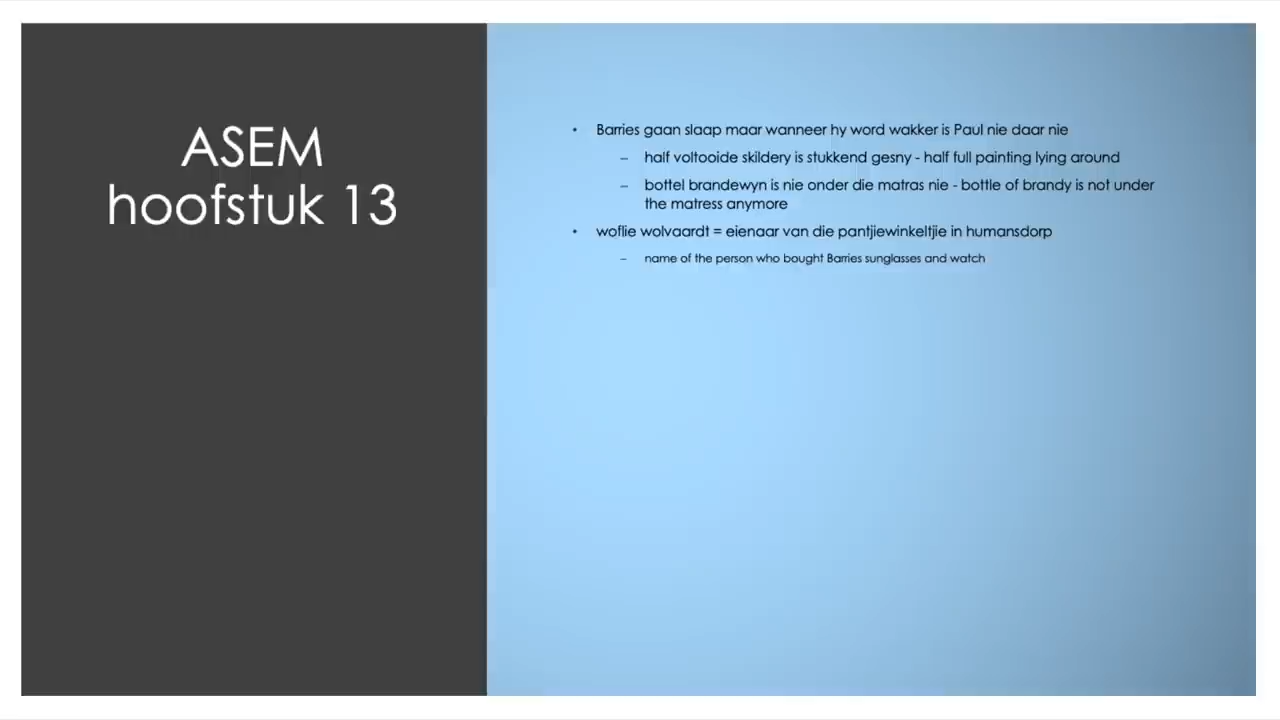 ASEM
hoofstuk 13
• Barries gaan slaap maar wanneer hy word wakker is Paul nie daar nie
– half voltooide skildery is stukkend gesny - half full painting lying around
– bottel brandewyn is nie onder die matras nie - bottle of brandy is not under
the matress anymore
• woflie wolvaardt = eienaar van die pantjiewinkeltjie in humansdorp
– name of the person who bought Barries sunglasses and watch